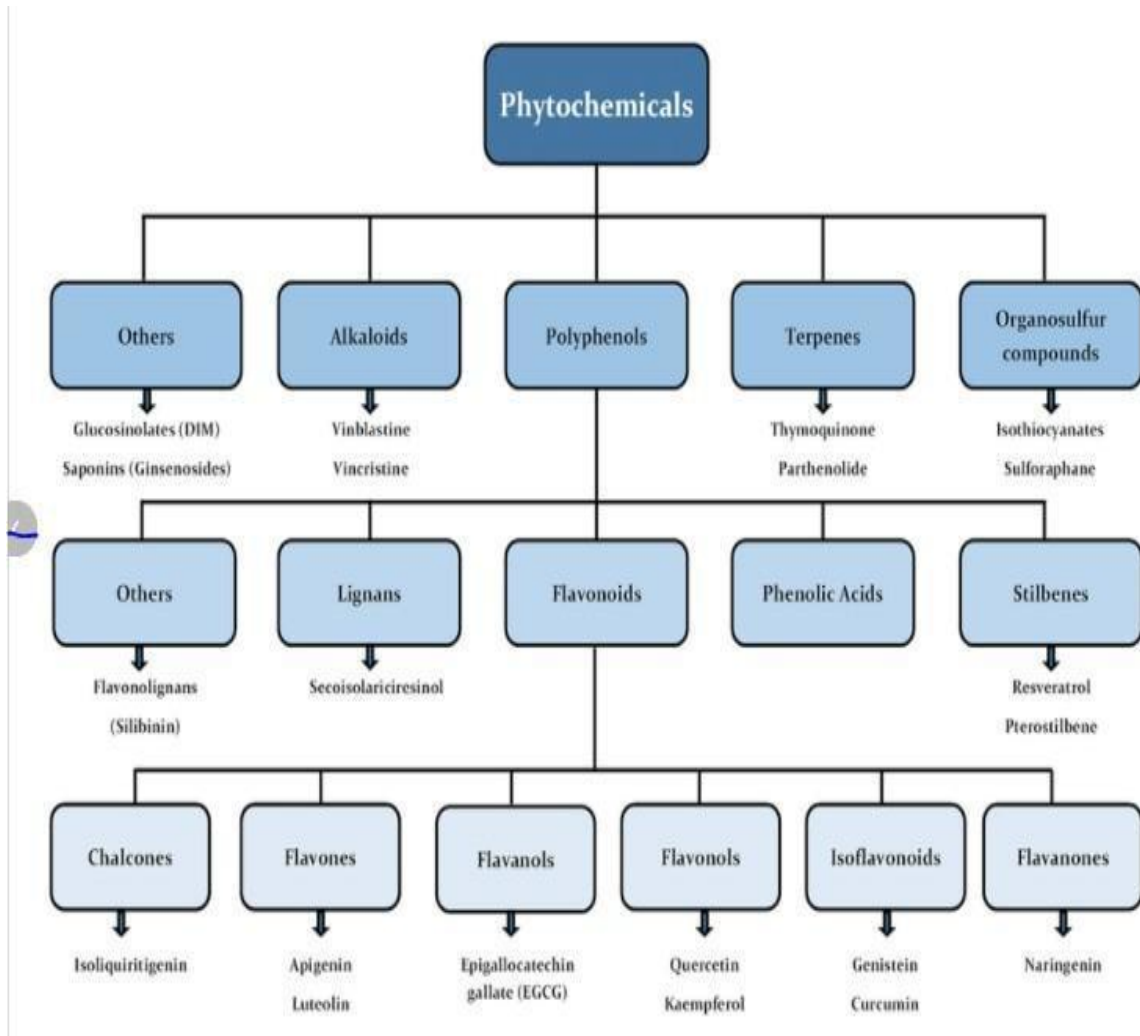 Phytochemicals
Others
Alkaloids
Polyphenols
Terpenes
Organosulfur
compounds
Glucosinolates (DIM)
Saponins (Ginsenosides)
Vinblastine
Vincristine
Thymoquinone
Parthenolide
Isothiocyanates
Sulforaphane
Others
Lignans
Flavonoids
Phenolic Acids
Stilbenes
Flavonolignans
(Silibinin)
Secoisolariciresinol
Resveratrol
Pterostilbene
Chalcones
Flavones
Flavanols
Flavonols
Isoflavonoids
Flavanones
Isoliquiritigenin
Apigenin
Luteolin
Epigallocatechin
gallate (EGCG)
Quercetin
Kaempferol
Genistein
Curcumin
Naringenin